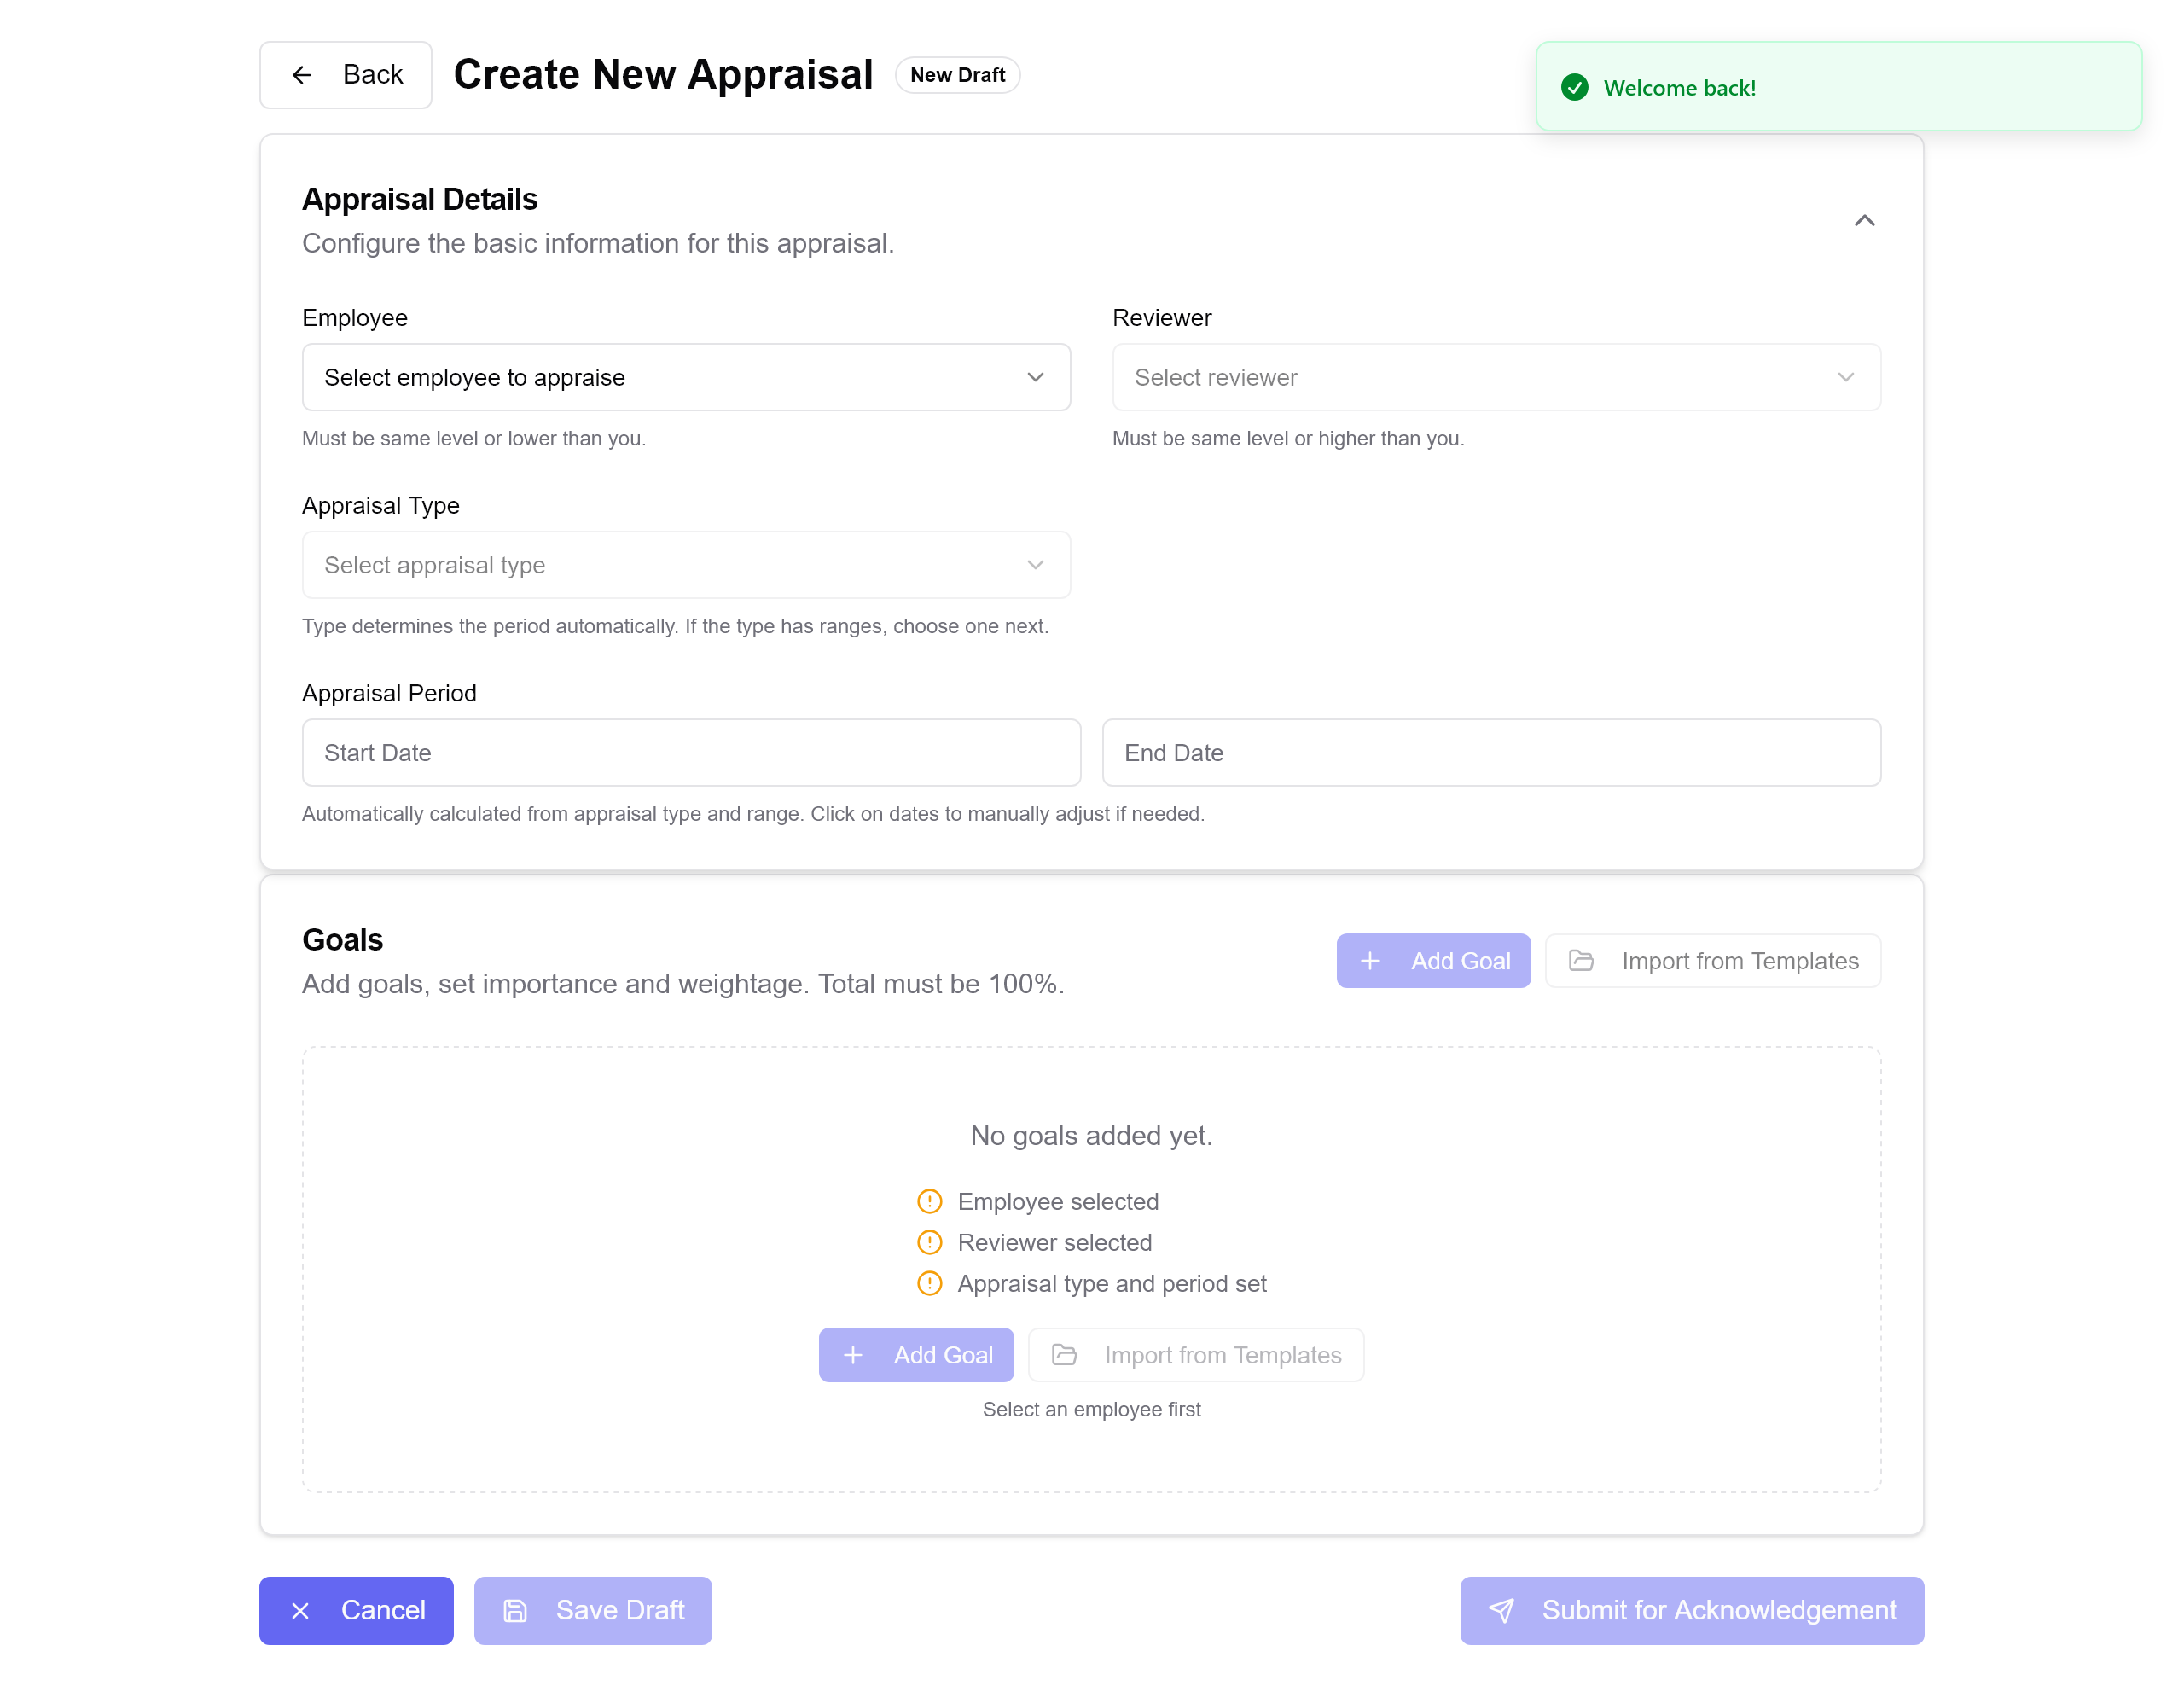 Back
Create New Appraisal
New Draft
Welcome back!
Appraisal Details
Configure the basic information for this appraisal.
Employee
Reviewer
Select employee to appraise
Select reviewer
Must be same level or lower than you.
Must be same level or higher than you.
Appraisal Type
Select appraisal type
Type determines the period automatically. If the type has ranges, choose one next.
Appraisal Period
Start Date
End Date
Automatically calculated from appraisal type and range. Click on dates to manually adjust if needed.
Goals
Add goals, set importance and weightage. Total must be 100%.
Add Goal
Import from Templates
No goals added yet.
Employee selected
Reviewer selected
Appraisal type and period set
Add Goal
Import from Templates
Select an employee first
Cancel
Save Draft
Submit for Acknowledgement